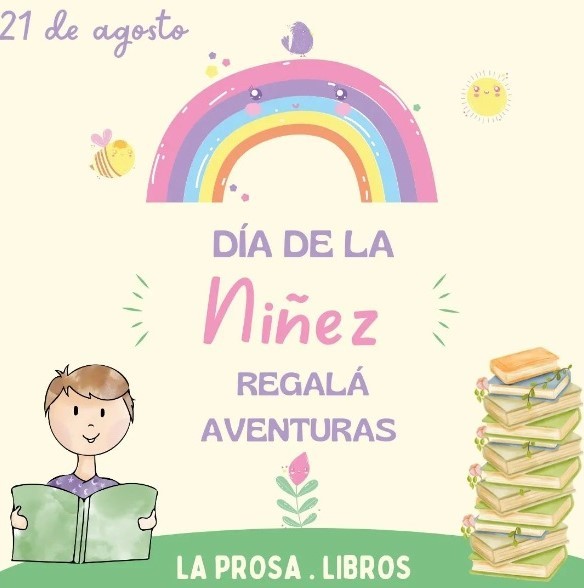 21 de agosto
DÍA DE LA
Niñez
REGALÁ
AVENTURAS
LA PROSA . LIBROS